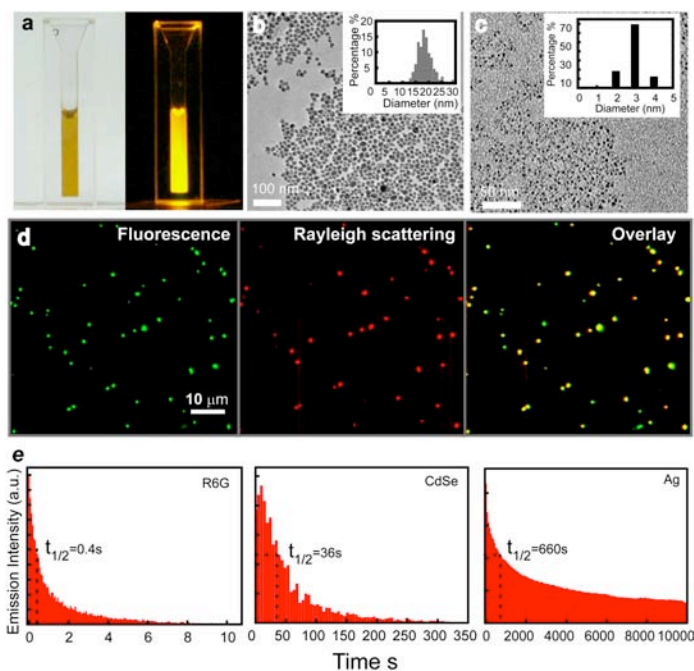 a
b
20
15
10
5
Percentage %
0 5 10 15 20 25 30
Diameter (nm)
100 nm
c
70
50
30
10
Percentage %
0 1 2 3 4 5
Diameter (nm)
50 nm
d
Fluorescence
Rayleigh scattering
Overlay
10 μm
e
Emission Intensity (a.u.)
R6G
t1/2=0.4s
0 2 4 6 8 10
CdSe
t1/2=36s
0 50 100 150 200 250 300 350
Ag
t1/2=660s
0 2000 4000 6000 8000 10000
Time s